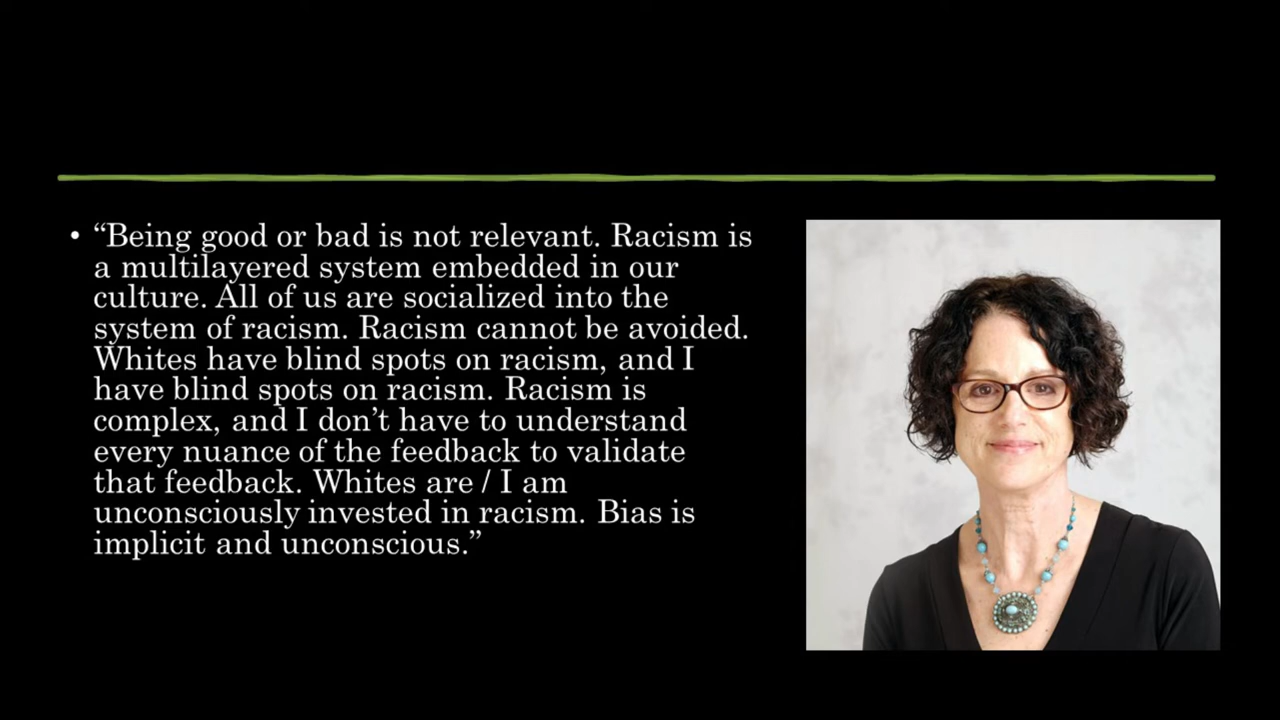 • “Being good or bad is not relevant. Racism is
a multilayered system embedded in our
culture. All of us are socialized into the
system of racism. Racism cannot be avoided.
Whites have blind spots on racism, and I
have blind spots on racism. Racism is
complex, and I don’t have to understand
every nuance of the feedback to validate
that feedback. Whites are / I am
unconsciously invested in racism. Bias is
implicit and unconscious.”